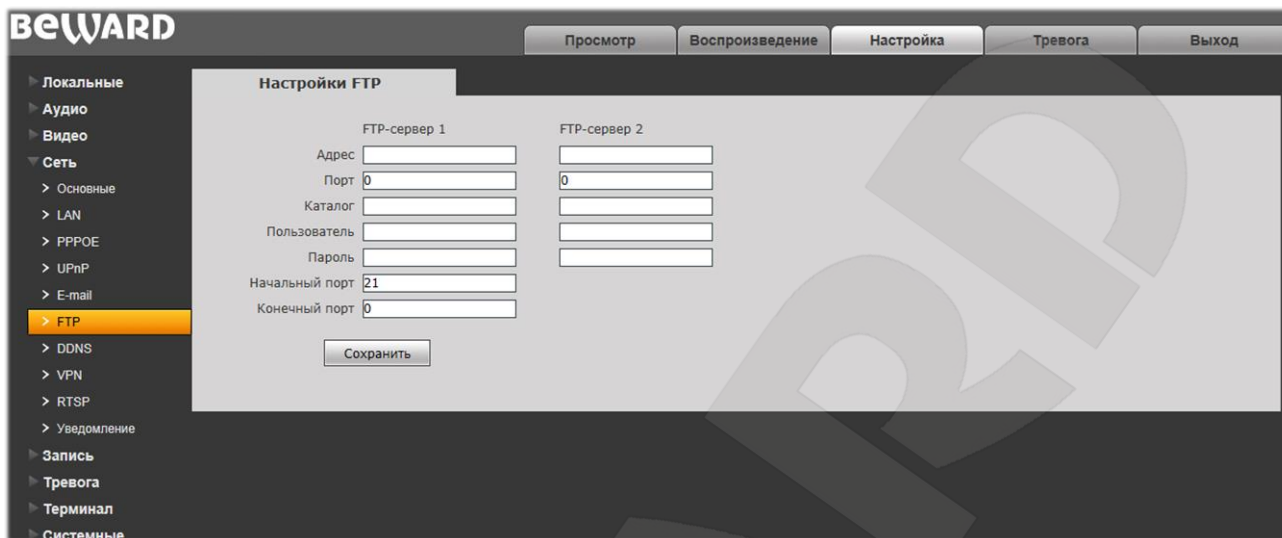 BEWARD
Просмотр Воспроизведение Настройка Тревога Выход
Локальные
Аудио
Видео
Сеть
Основные
LAN
PPPOE
UPnP
E-mail
FTP
DDNS
VPN
RTSP
Уведомление
Запись
Тревога
Терминал
Системные
Настройки FTP
FTP-сервер 1 FTP-сервер 2
Адрес
Порт 0 0
Каталог
Пользователь
Пароль
Начальный порт 21
Конечный порт 0
Сохранить